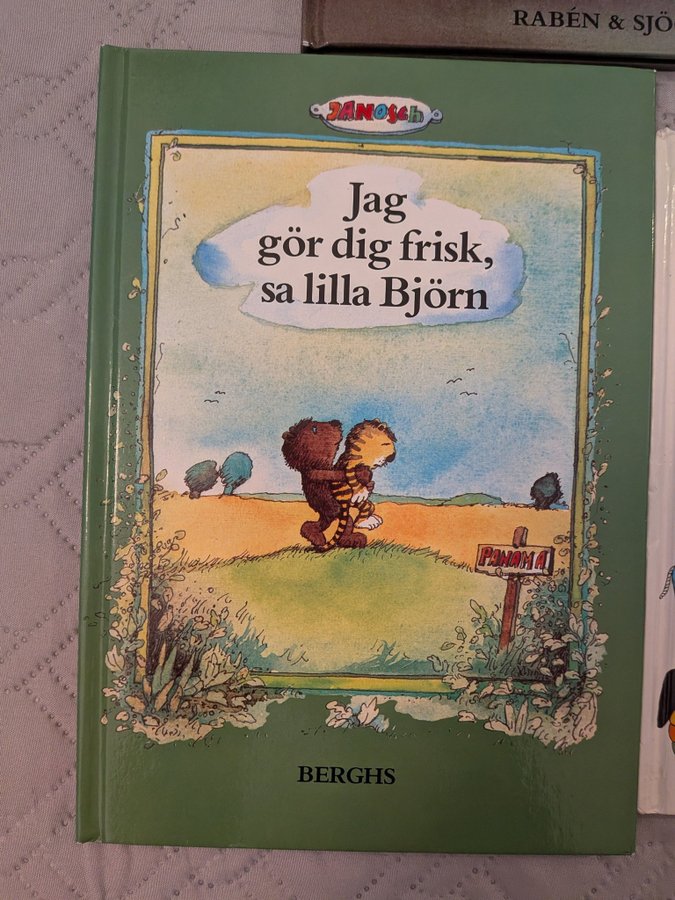 RABÉN & SJÖ
JANOSCH
Jag
gör dig frisk,
sa lilla Björn
PANAMA
BERGHS